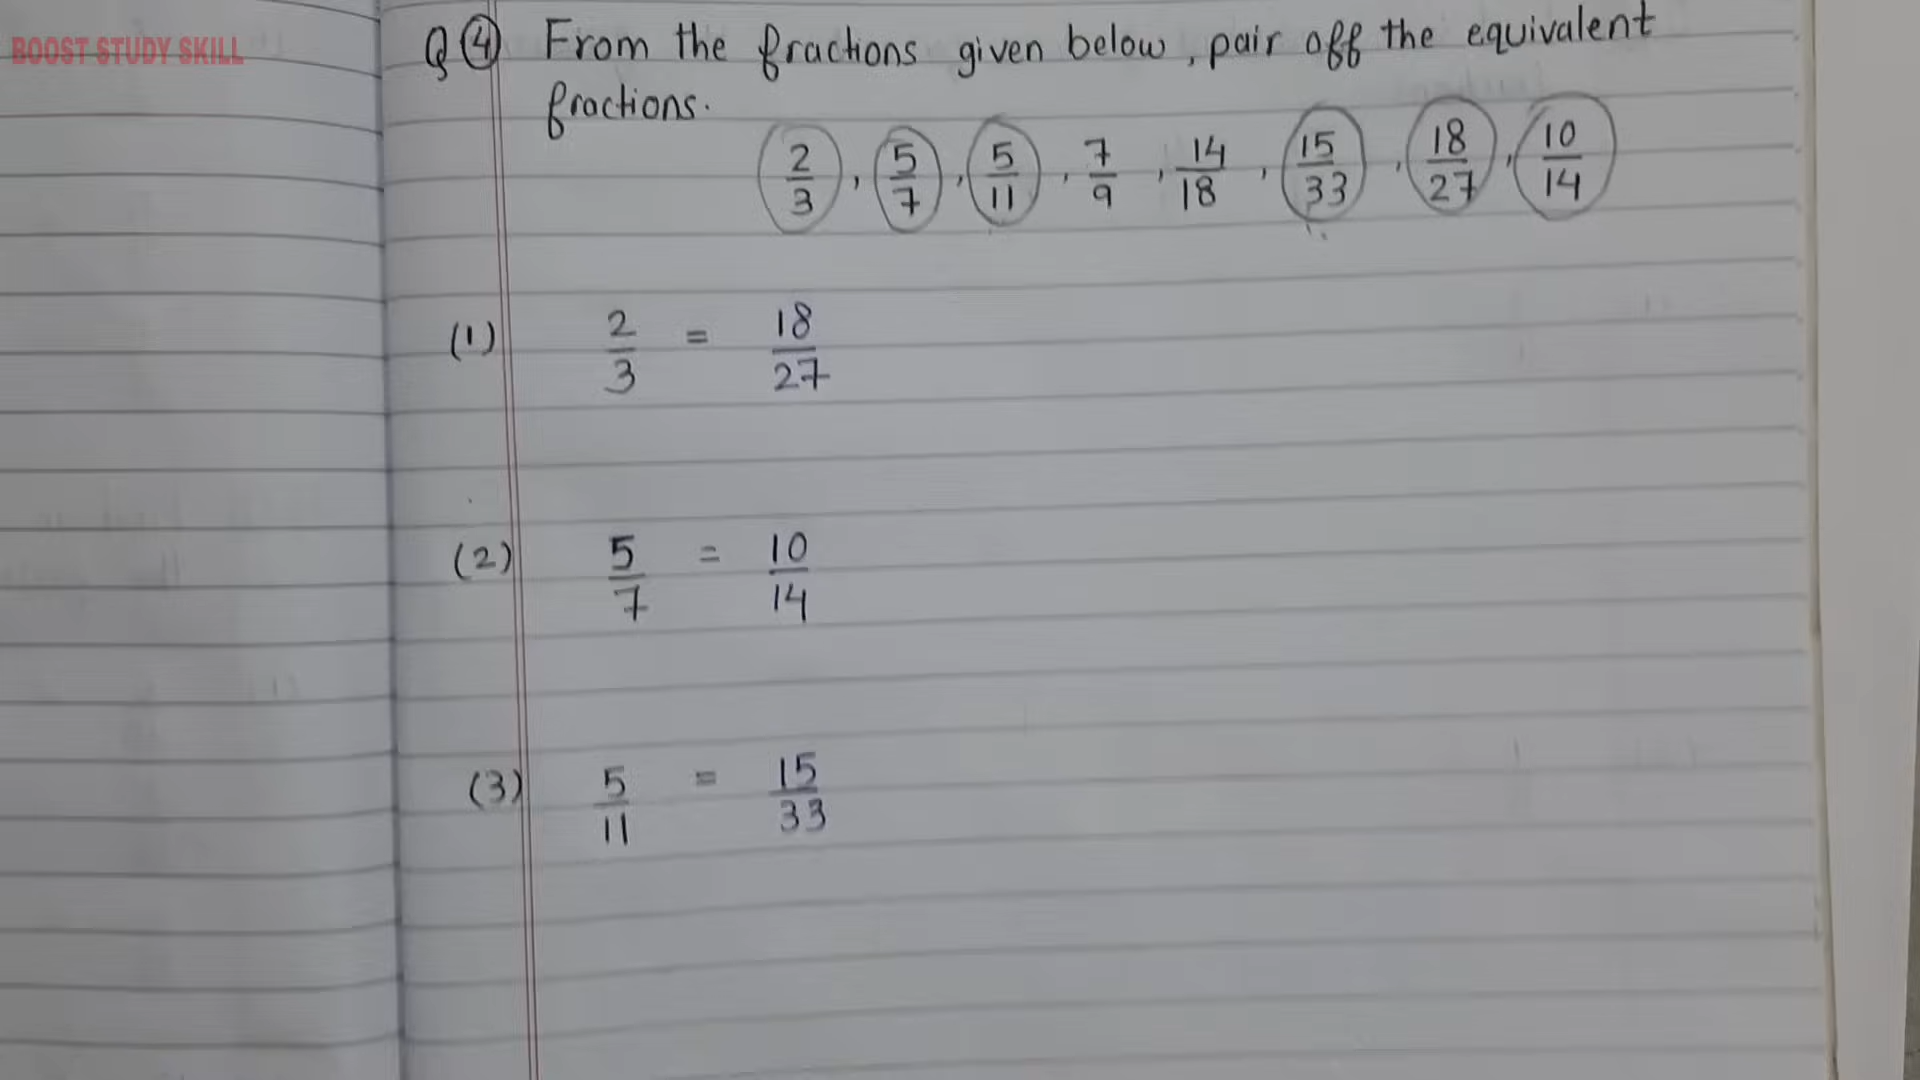 BOOST STUDY SKILL
Q ④ From the fractions given below, pair off the equivalent
fractions.
2/3, 5/7, 5/11, 7/9, 14/18, 15/33, 18/27, 10/14
(1) 2/3 = 18/27
(2) 5/7 = 10/14
(3) 5/11 = 15/33